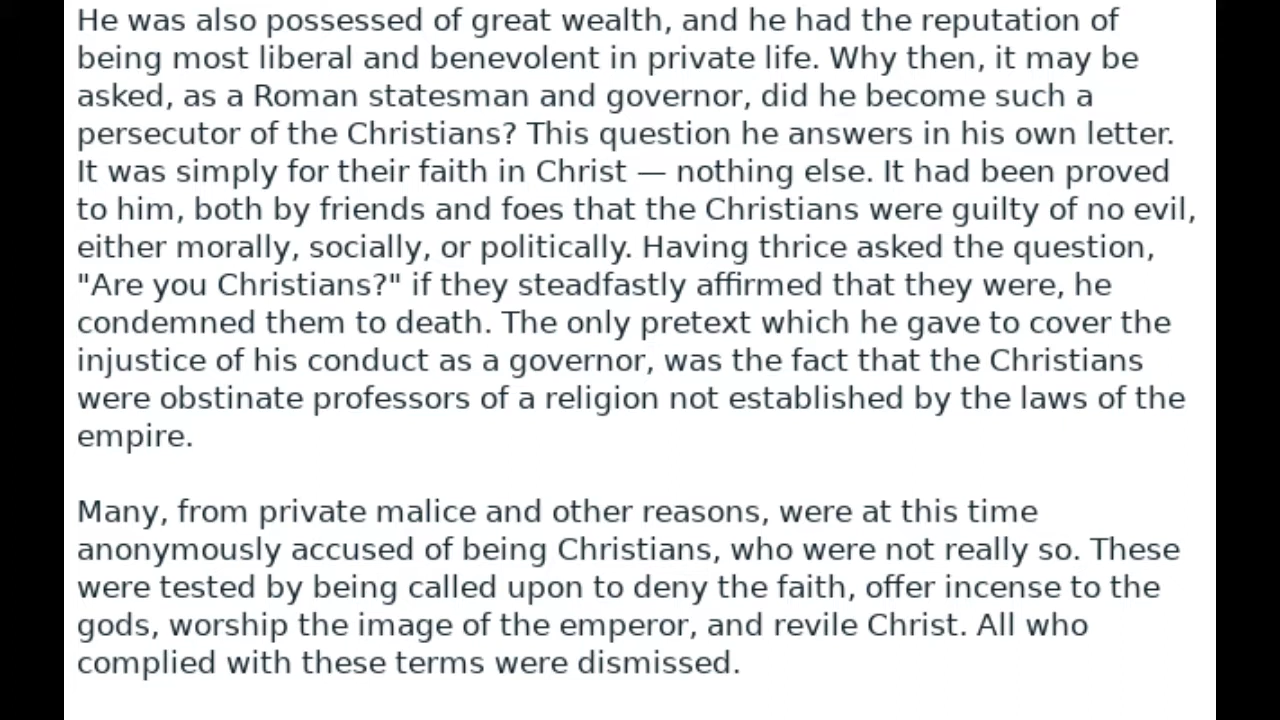 He was also possessed of great wealth, and he had the reputation of
being most liberal and benevolent in private life. Why then, it may be
asked, as a Roman statesman and governor, did he become such a
persecutor of the Christians? This question he answers in his own letter.
It was simply for their faith in Christ — nothing else. It had been proved
to him, both by friends and foes that the Christians were guilty of no evil,
either morally, socially, or politically. Having thrice asked the question,
"Are you Christians?" if they steadfastly affirmed that they were, he
condemned them to death. The only pretext which he gave to cover the
injustice of his conduct as a governor, was the fact that the Christians
were obstinate professors of a religion not established by the laws of the
empire.
Many, from private malice and other reasons, were at this time
anonymously accused of being Christians, who were not really so. These
were tested by being called upon to deny the faith, offer incense to the
gods, worship the image of the emperor, and revile Christ. All who
complied with these terms were dismissed.